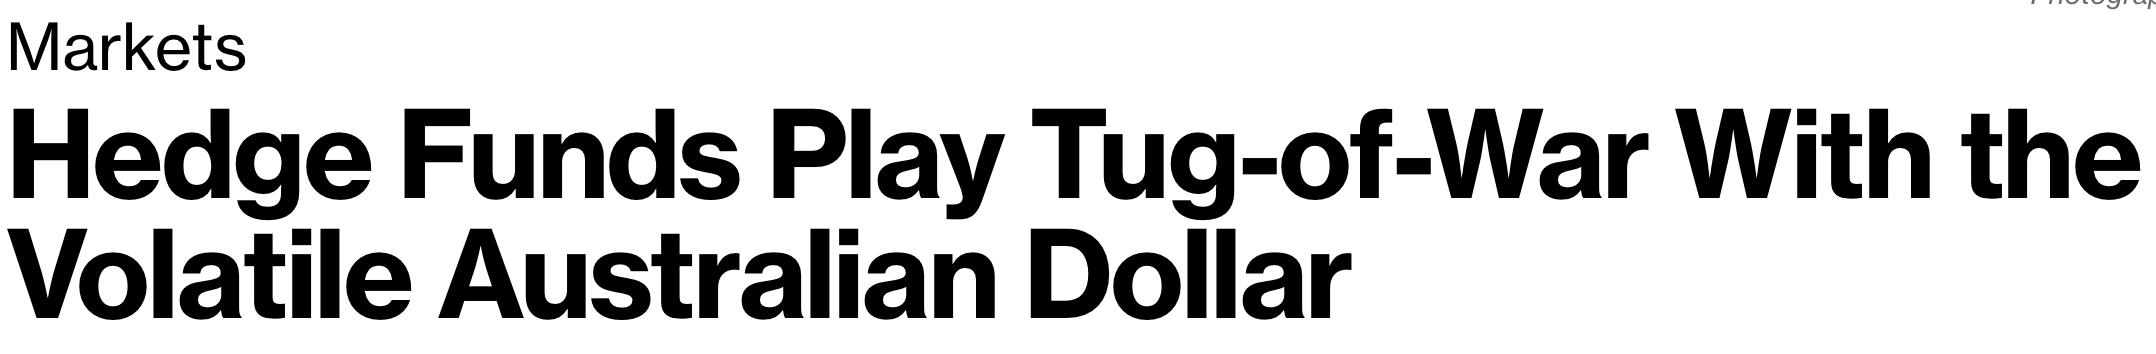 Markets
Hedge Funds Play Tug-of-War With the
Volatile Australian Dollar